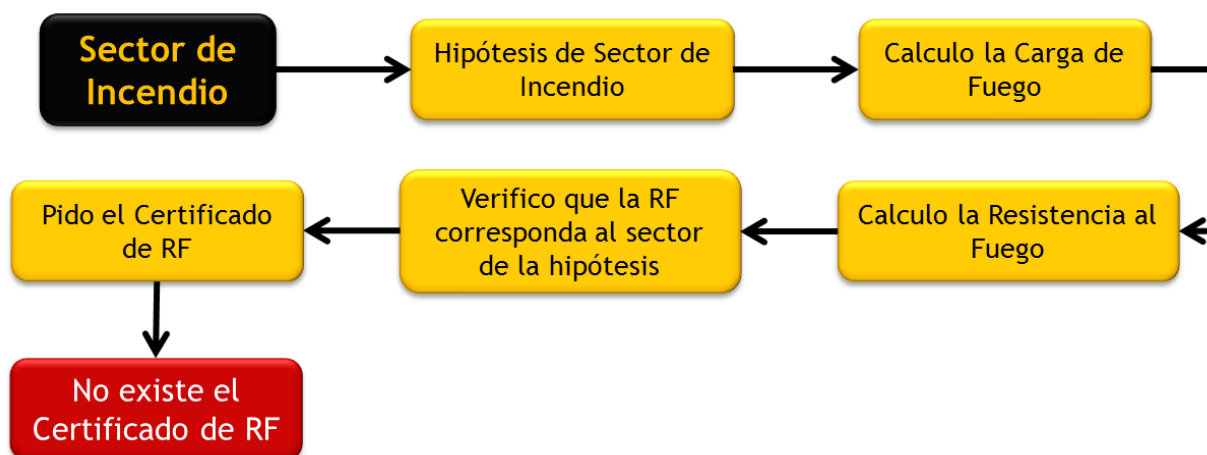 Sector de
Incendio
Hipótesis de Sector de
Incendio
Calculo la Carga de
Fuego
Calculo la Resistencia al
Fuego
Verifico que la RF
corresponda al sector
de la hipótesis
Pido el Certificado
de RF
No existe el
Certificado de RF